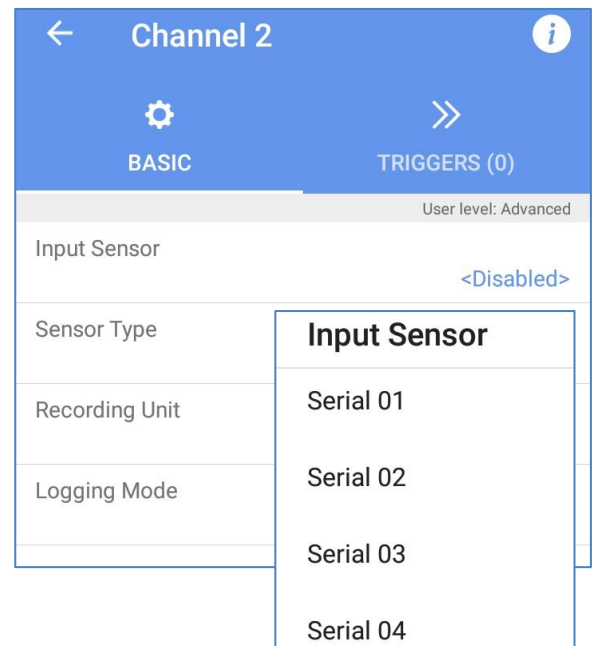 Channel 2
BASIC
TRIGGERS (0)
User level: Advanced
Input Sensor
<Disabled>
Sensor Type
Recording Unit
Logging Mode
Input Sensor
Serial 01
Serial 02
Serial 03
Serial 04